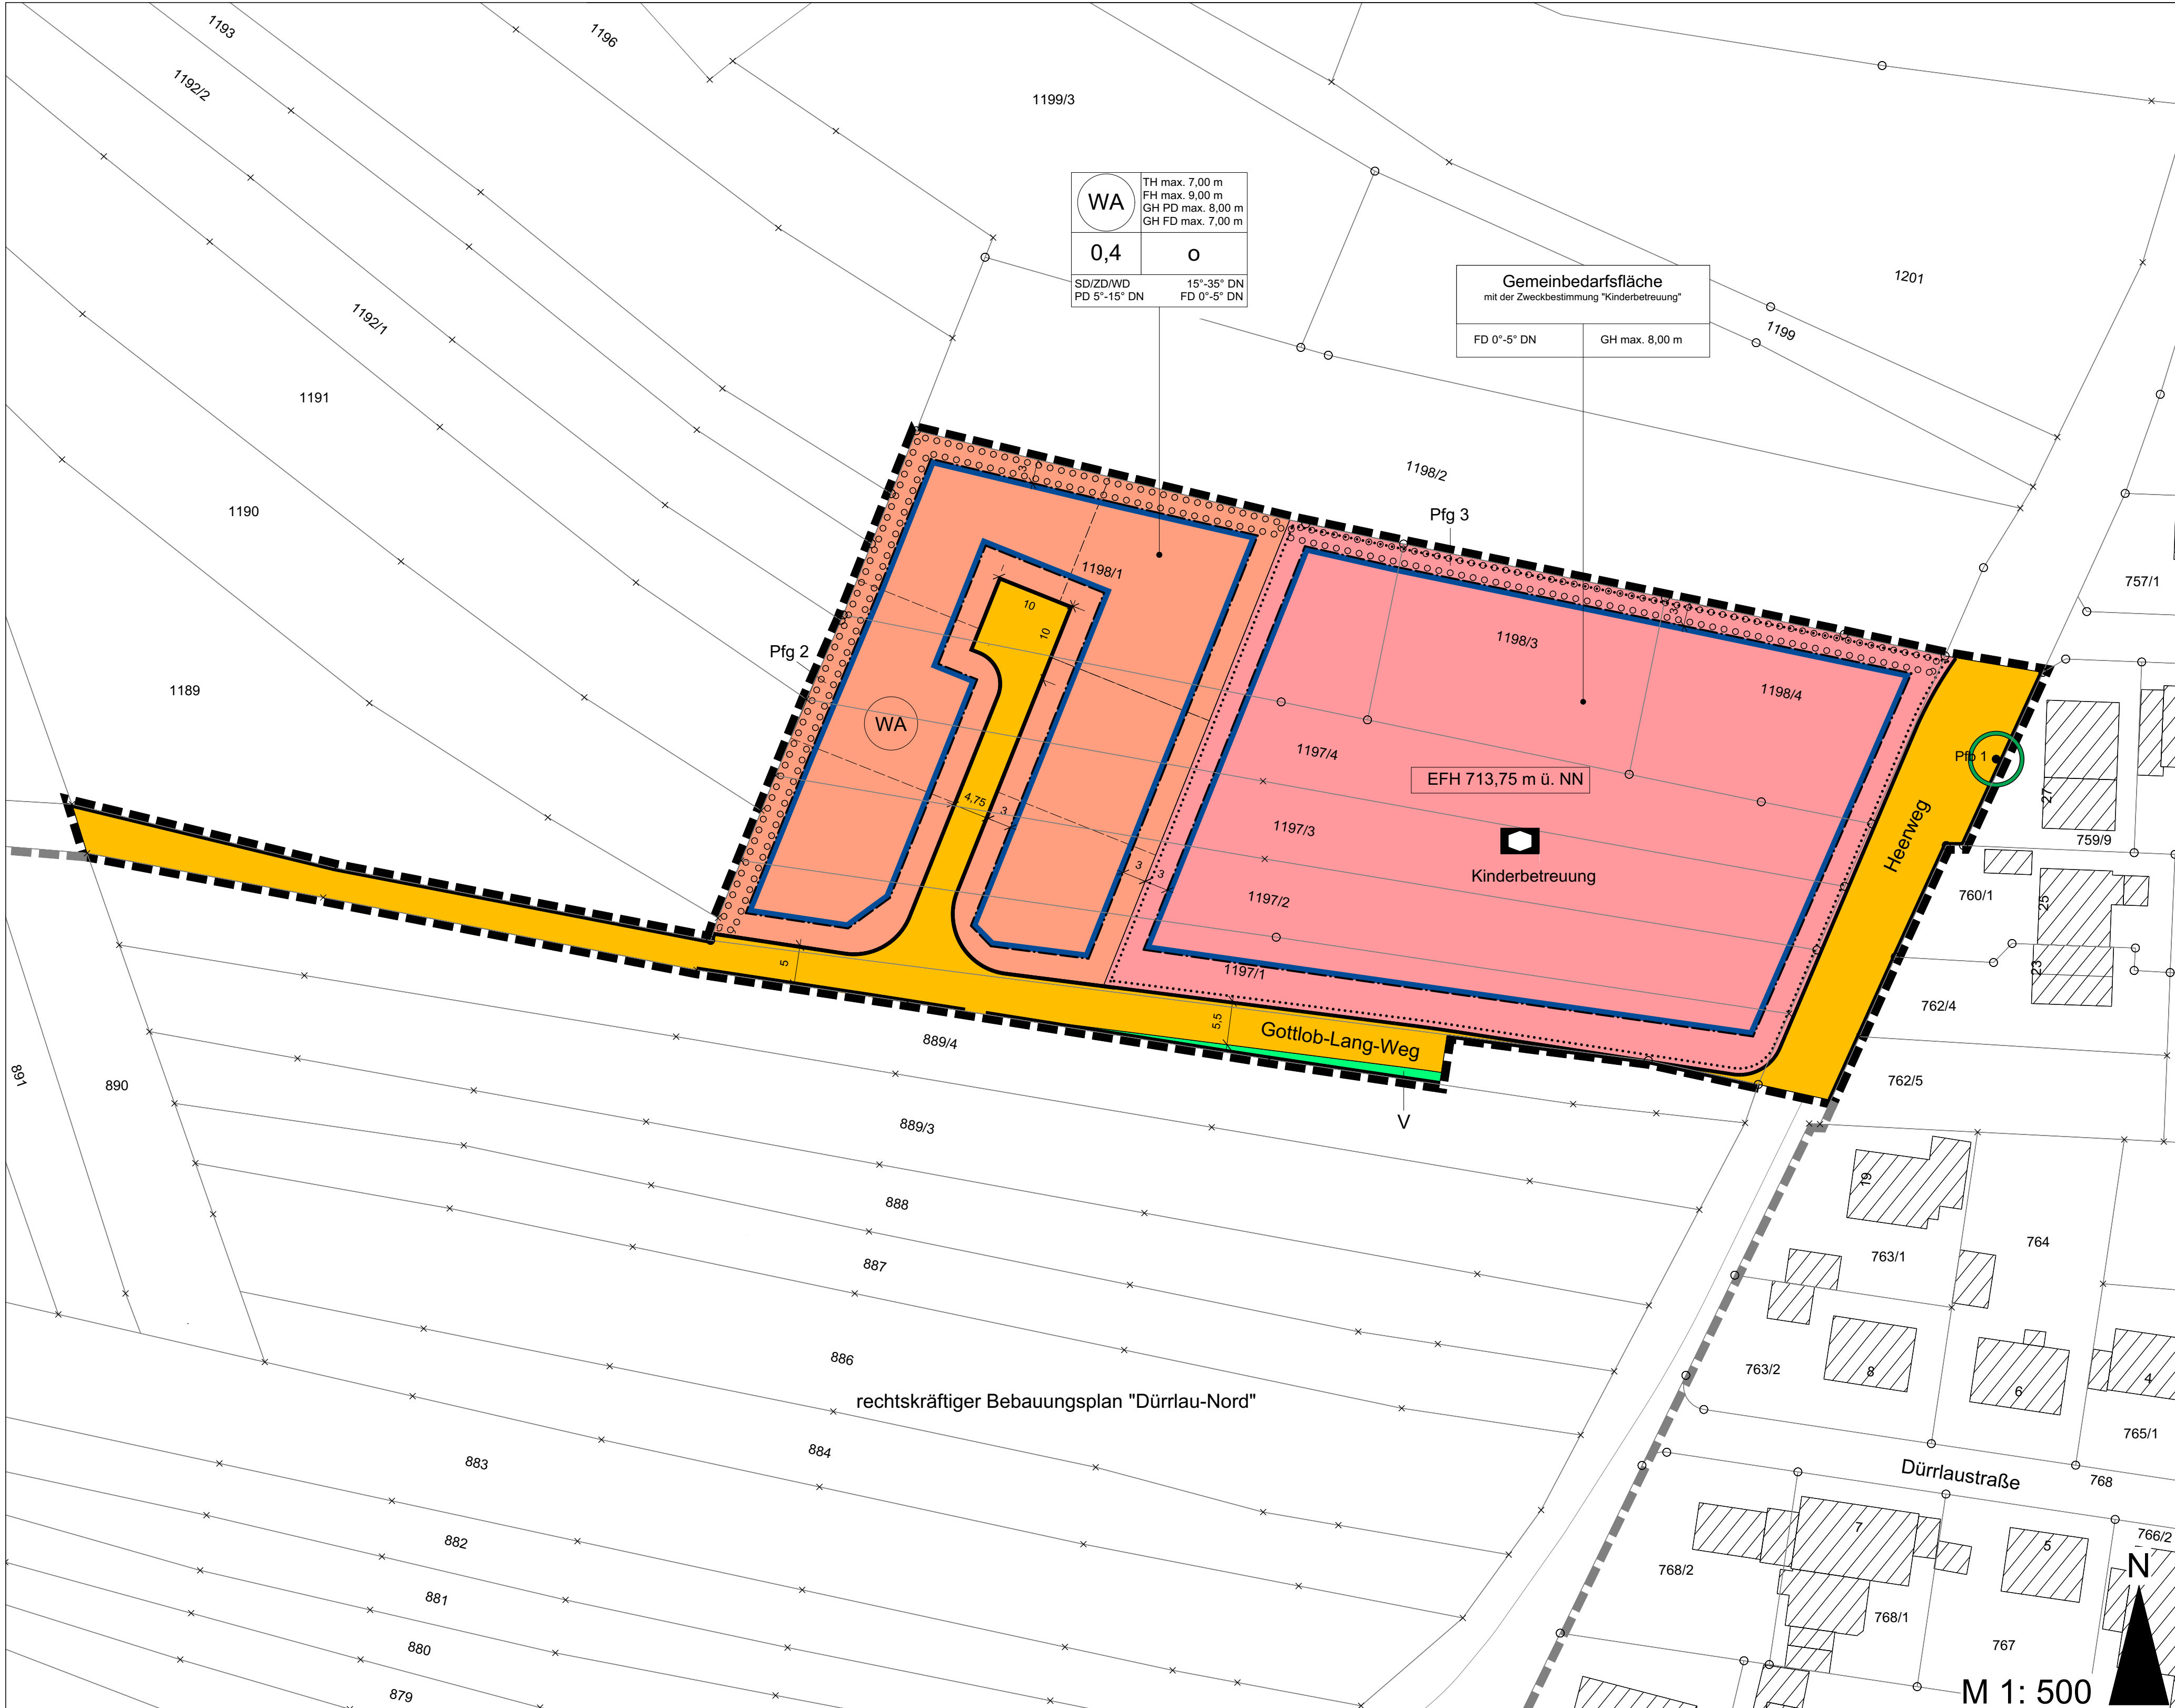 1193
1196
1192/2
1199/3
WA
TH max. 7,00 m
FH max. 9,00 m
GH PD max. 8,00 m
GH FD max. 7,00 m
0,4
o
SD/ZD/WD 15°-35° DN
PD 5°-15° DN FD 0°-5° DN
Gemeinbedarfsfläche
mit der Zweckbestimmung "Kinderbetreuung"
FD 0°-5° DN
GH max. 8,00 m
1201
1199
1192/1
1191
1198/2
3
1190
Pfg 3
1198/1
757/1
10
3
10
1198/3
Pfg 2
1189
1198/4
WA
1197/4
Pfb 1
EFH 713,75 m ü. NN
27
4,75
3
1197/3
Heerweg
759/9
3
3
Kinderbetreuung
1197/2
760/1
25
5
1197/1
23
762/4
5,5
Gottlob-Lang-Weg
889/4
891
890
762/5
V
889/3
19
888
764
763/1
887
886
763/2
8
6
4
rechtskräftiger Bebauungsplan "Dürrlau-Nord"
765/1
884
883
Dürrlaustraße
768
7
766/2
5
882
768/2
N
881
768/1
880
767
879
M 1: 500